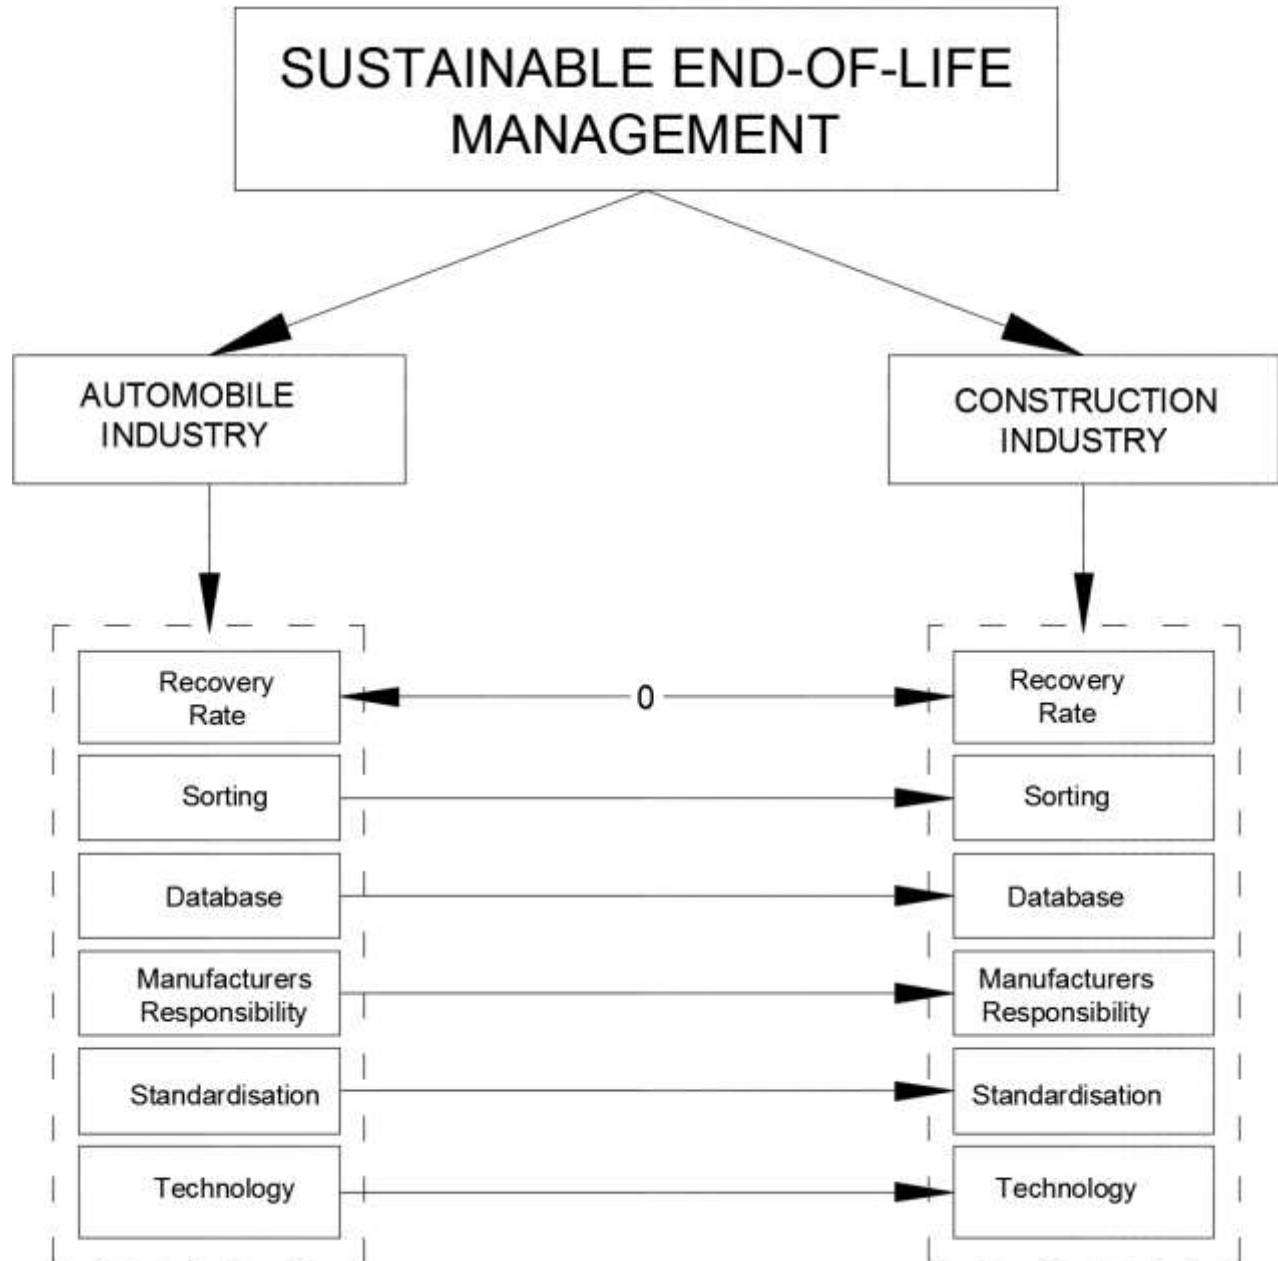 SUSTAINABLE END-OF-LIFE
MANAGEMENT
AUTOMOBILE
INDUSTRY
CONSTRUCTION
INDUSTRY
Recovery
Rate
0
Recovery
Rate
Sorting
Sorting
Database
Database
Manufacturers
Responsibility
Manufacturers
Responsibility
Standardisation
Standardisation
Technology
Technology